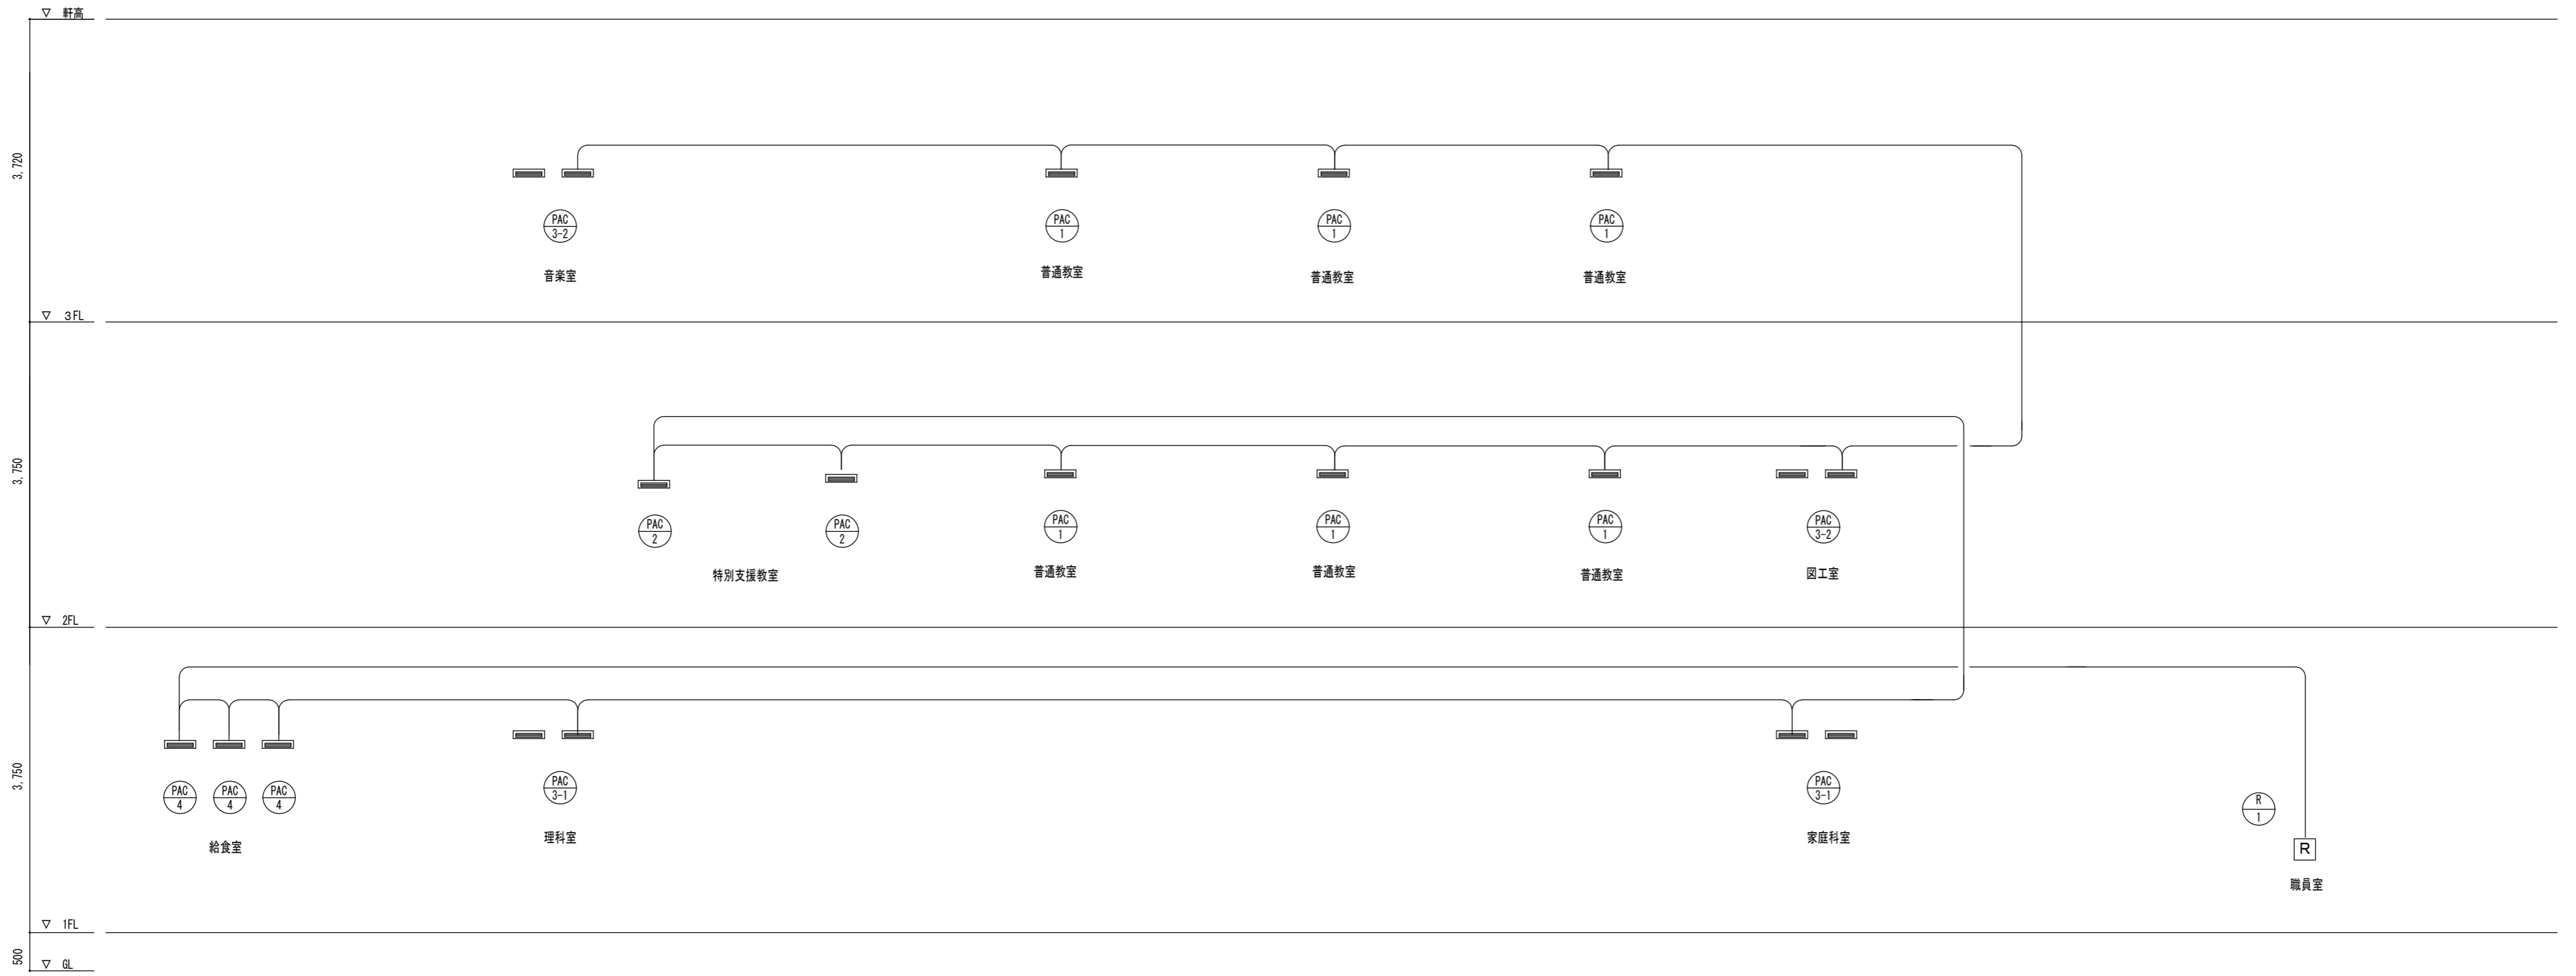 ▽ 軒高
3,720
PAC
3-2
音楽室
PAC
1
普通教室
PAC
1
普通教室
PAC
1
普通教室
▽ 3FL
3,750
PAC
2
PAC
2
特別支援教室
PAC
1
普通教室
PAC
1
普通教室
PAC
1
普通教室
PAC
3-2
図工室
▽ 2FL
3,750
PAC
4
PAC
4
PAC
4
給食室
PAC
3-1
理科室
PAC
3-1
家庭科室
R
1
R
職員室
▽ 1FL
500
▽ GL